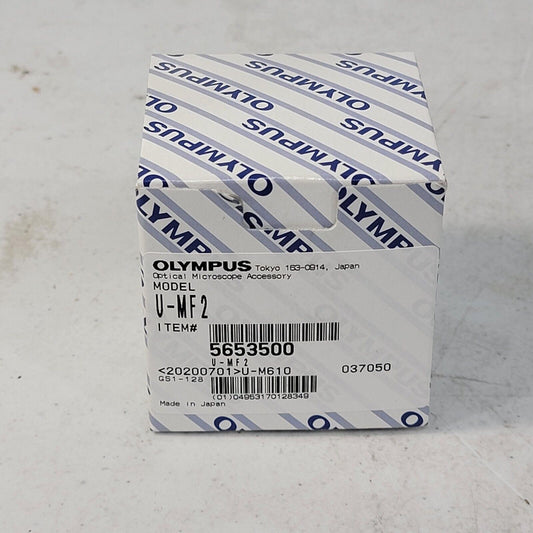 OLYMPUS OLYMPUS OLYMPUS
OLYMPUS OLYMPUS
OLYMPUS Tokyo 163-0914, Japan
Optical Microscope Accessory
MODEL
U-MF2
ITEM#
5653500
U-MF2
<20200701>U-M610 037050
GS1-128
(01)04953170128349
Made in Japan